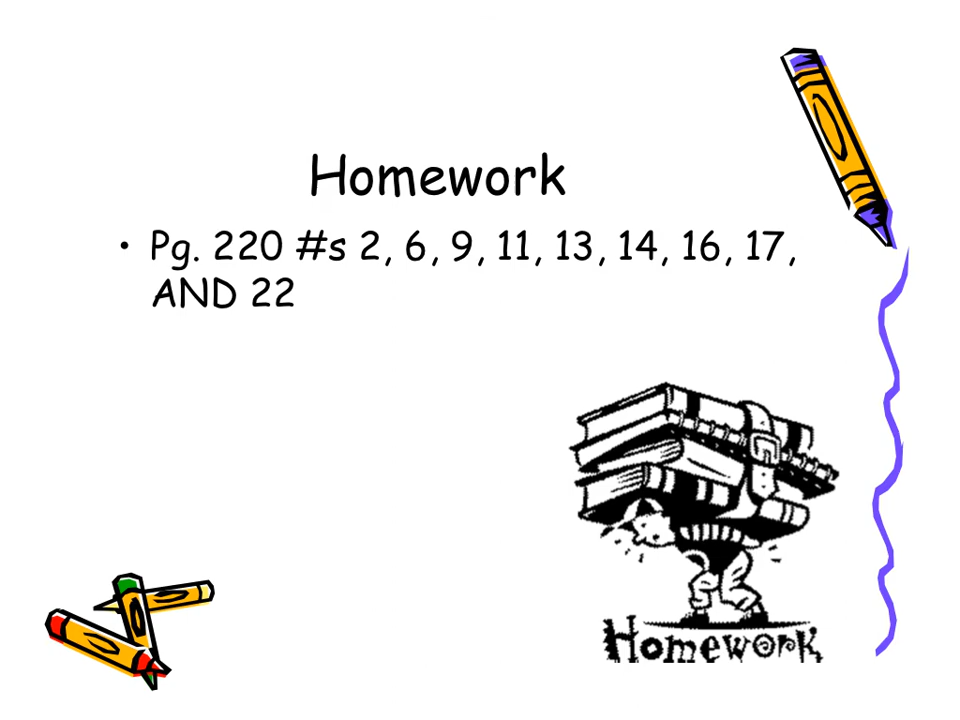 Homework
• Pg. 220 #s 2, 6, 9, 11, 13, 14, 16, 17,
AND 22
Homework